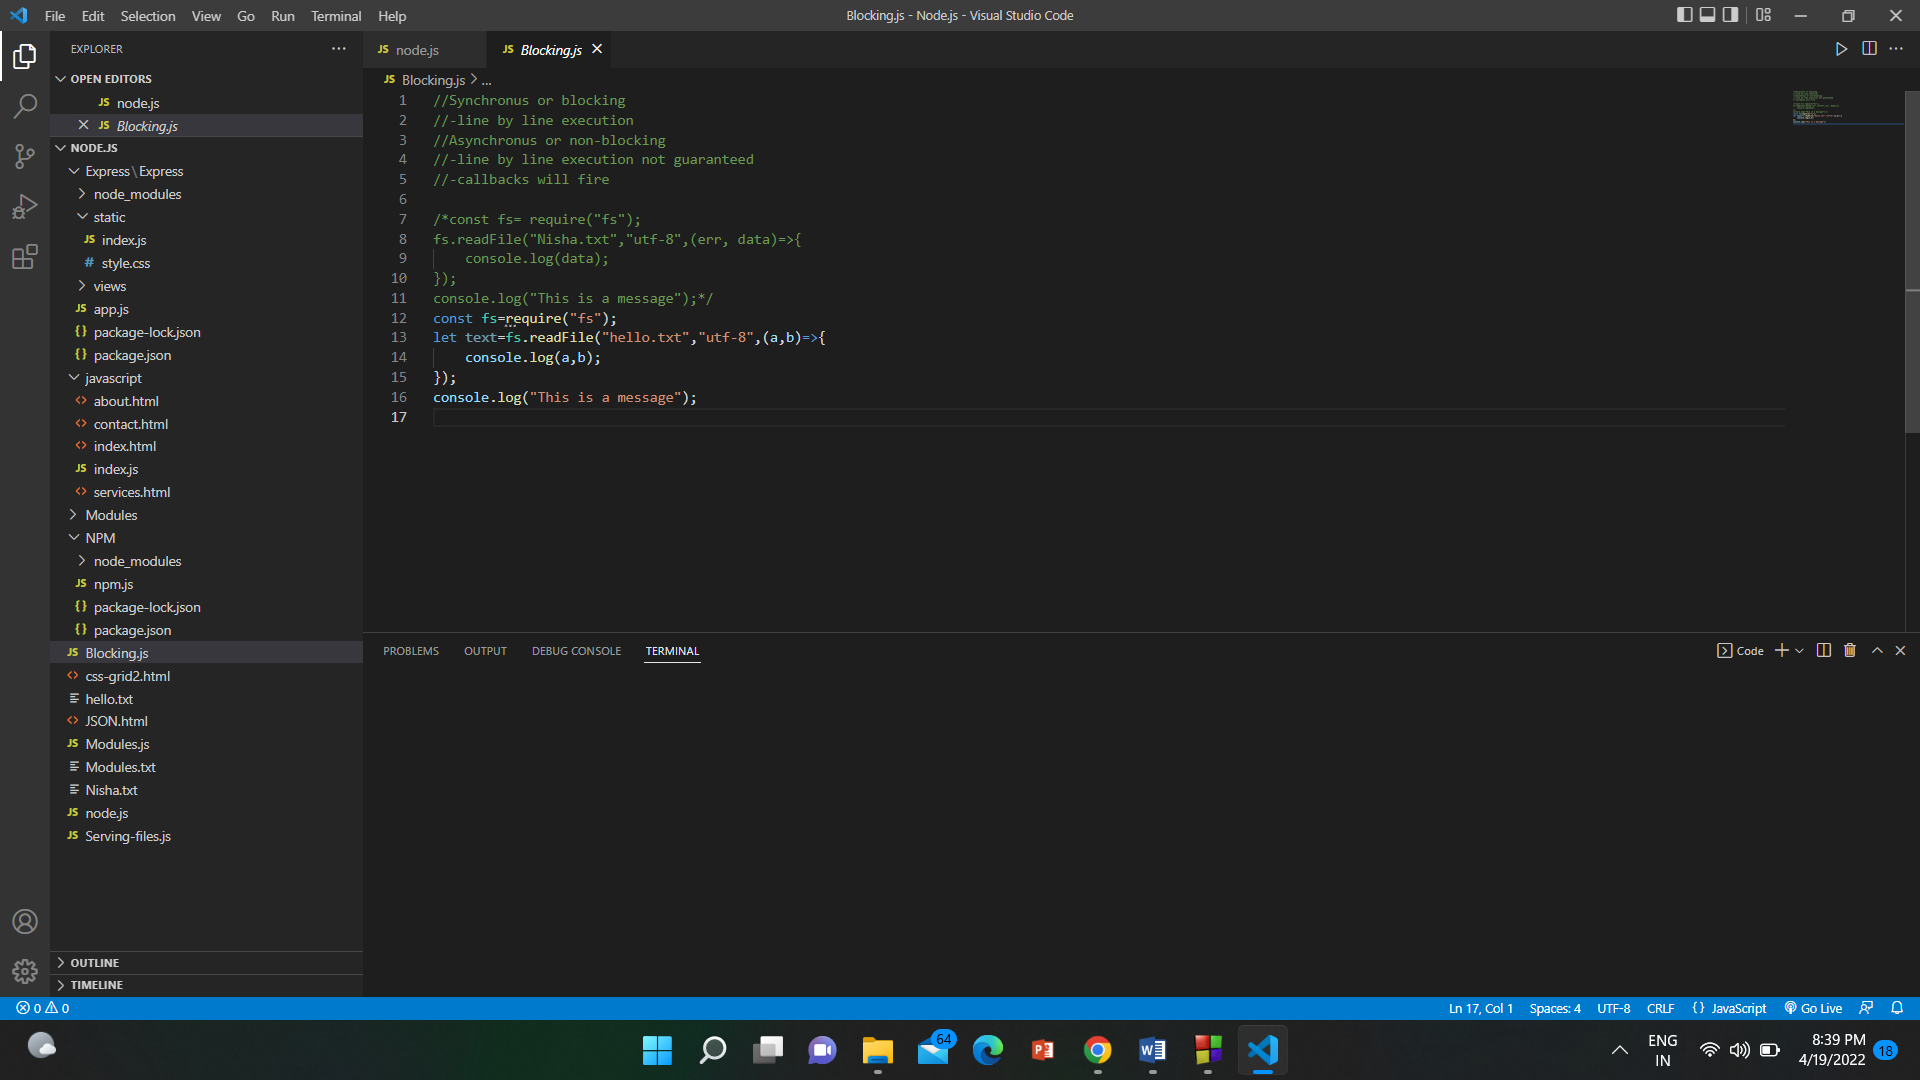 File Edit Selection View Go Run Terminal Help
Blocking.js - Node.js - Visual Studio Code
EXPLORER
OPEN EDITORS
JS node.js
JS Blocking.js
NODE.JS
Express\Express
node_modules
static
JS index.js
# style.css
views
JS app.js
{} package-lock.json
{} package.json
javascript
<> about.html
<> contact.html
<> index.html
JS index.js
<> services.html
Modules
NPM
node_modules
JS npm.js
{} package-lock.json
{} package.json
JS Blocking.js
<> css-grid2.html
hello.txt
<> JSON.html
JS Modules.js
Modules.txt
Nisha.txt
JS node.js
JS Serving-files.js
OUTLINE
TIMELINE
JS node.js
JS Blocking.js
JS Blocking.js > ...
1 //Synchronus or blocking
2 //-line by line execution
3 //Asynchronus or non-blocking
4 //-line by line execution not guaranteed
5 //-callbacks will fire
6
7 /*const fs= require("fs");
8 fs.readFile("Nisha.txt","utf-8",(err, data)=>{
9     console.log(data);
10 });
11 console.log("This is a message");*/
12 const fs=require("fs");
13 let text=fs.readFile("hello.txt","utf-8",(a,b)=>{
14     console.log(a,b);
15 });
16 console.log("This is a message");
17
PROBLEMS OUTPUT DEBUG CONSOLE TERMINAL
Code
0 0
Ln 17, Col 1 Spaces: 4 UTF-8 CRLF {} JavaScript Go Live
64
ENG
IN
8:39 PM
4/19/2022
18